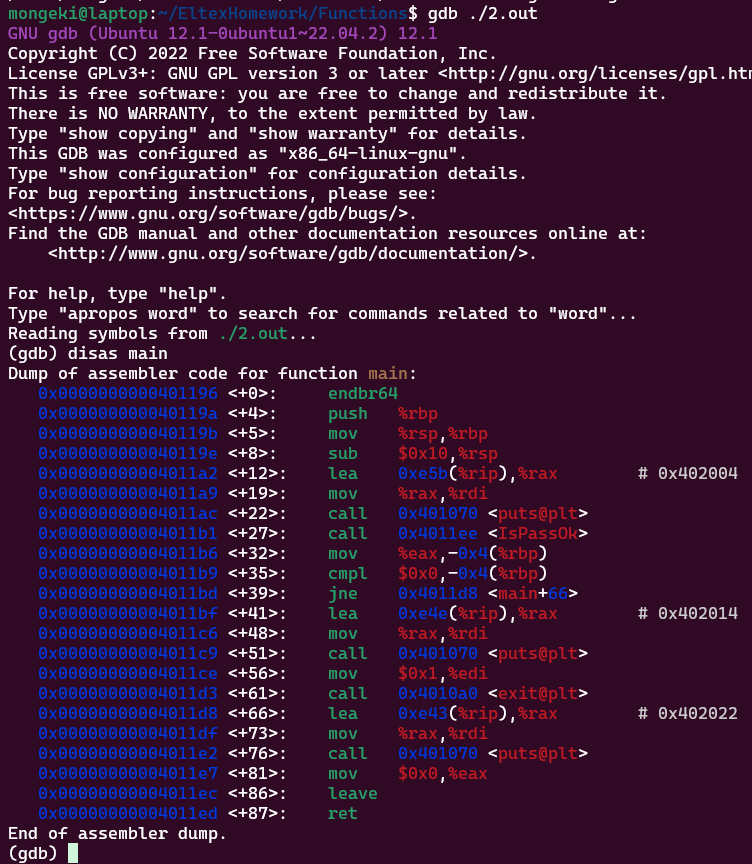 mongeki@laptop:~/EltexHomework/Functions$ gdb ./2.out
GNU gdb (Ubuntu 12.1-0ubuntu1~22.04.2) 12.1
Copyright (C) 2022 Free Software Foundation, Inc.
License GPLv3+: GNU GPL version 3 or later <http://gnu.org/licenses/gpl.htm
This is free software: you are free to change and redistribute it.
There is NO WARRANTY, to the extent permitted by law.
Type "show copying" and "show warranty" for details.
This GDB was configured as "x86_64-linux-gnu".
Type "show configuration" for configuration details.
For bug reporting instructions, please see:
<https://www.gnu.org/software/gdb/bugs/>.
Find the GDB manual and other documentation resources online at:
    <http://www.gnu.org/software/gdb/documentation/>.
For help, type "help".
Type "apropos word" to search for commands related to "word"...
Reading symbols from ./2.out...
(gdb) disas main
Dump of assembler code for function main:
   0x0000000000401196 <+0>:     endbr64
   0x000000000040119a <+4>:     push   %rbp
   0x000000000040119b <+5>:     mov    %rsp,%rbp
   0x000000000040119e <+8>:     sub    $0x10,%rsp
   0x00000000004011a2 <+12>:    lea    0xe5b(%rip),%rax        # 0x402004
   0x00000000004011a9 <+19>:    mov    %rax,%rdi
   0x00000000004011ac <+22>:    call   0x401070 <puts@plt>
   0x00000000004011b1 <+27>:    call   0x4011ee <IsPassOk>
   0x00000000004011b6 <+32>:    mov    %eax,-0x4(%rbp)
   0x00000000004011b9 <+35>:    cmpl   $0x0,-0x4(%rbp)
   0x00000000004011bd <+39>:    jne    0x4011d8 <main+66>
   0x00000000004011bf <+41>:    lea    0xe4e(%rip),%rax        # 0x402014
   0x00000000004011c6 <+48>:    mov    %rax,%rdi
   0x00000000004011c9 <+51>:    call   0x401070 <puts@plt>
   0x00000000004011ce <+56>:    mov    $0x1,%edi
   0x00000000004011d3 <+61>:    call   0x4010a0 <exit@plt>
   0x00000000004011d8 <+66>:    lea    0xe43(%rip),%rax        # 0x402022
   0x00000000004011df <+73>:    mov    %rax,%rdi
   0x00000000004011e2 <+76>:    call   0x401070 <puts@plt>
   0x00000000004011e7 <+81>:    mov    $0x0,%eax
   0x00000000004011ec <+86>:    leave
   0x00000000004011ed <+87>:    ret
End of assembler dump.
(gdb)